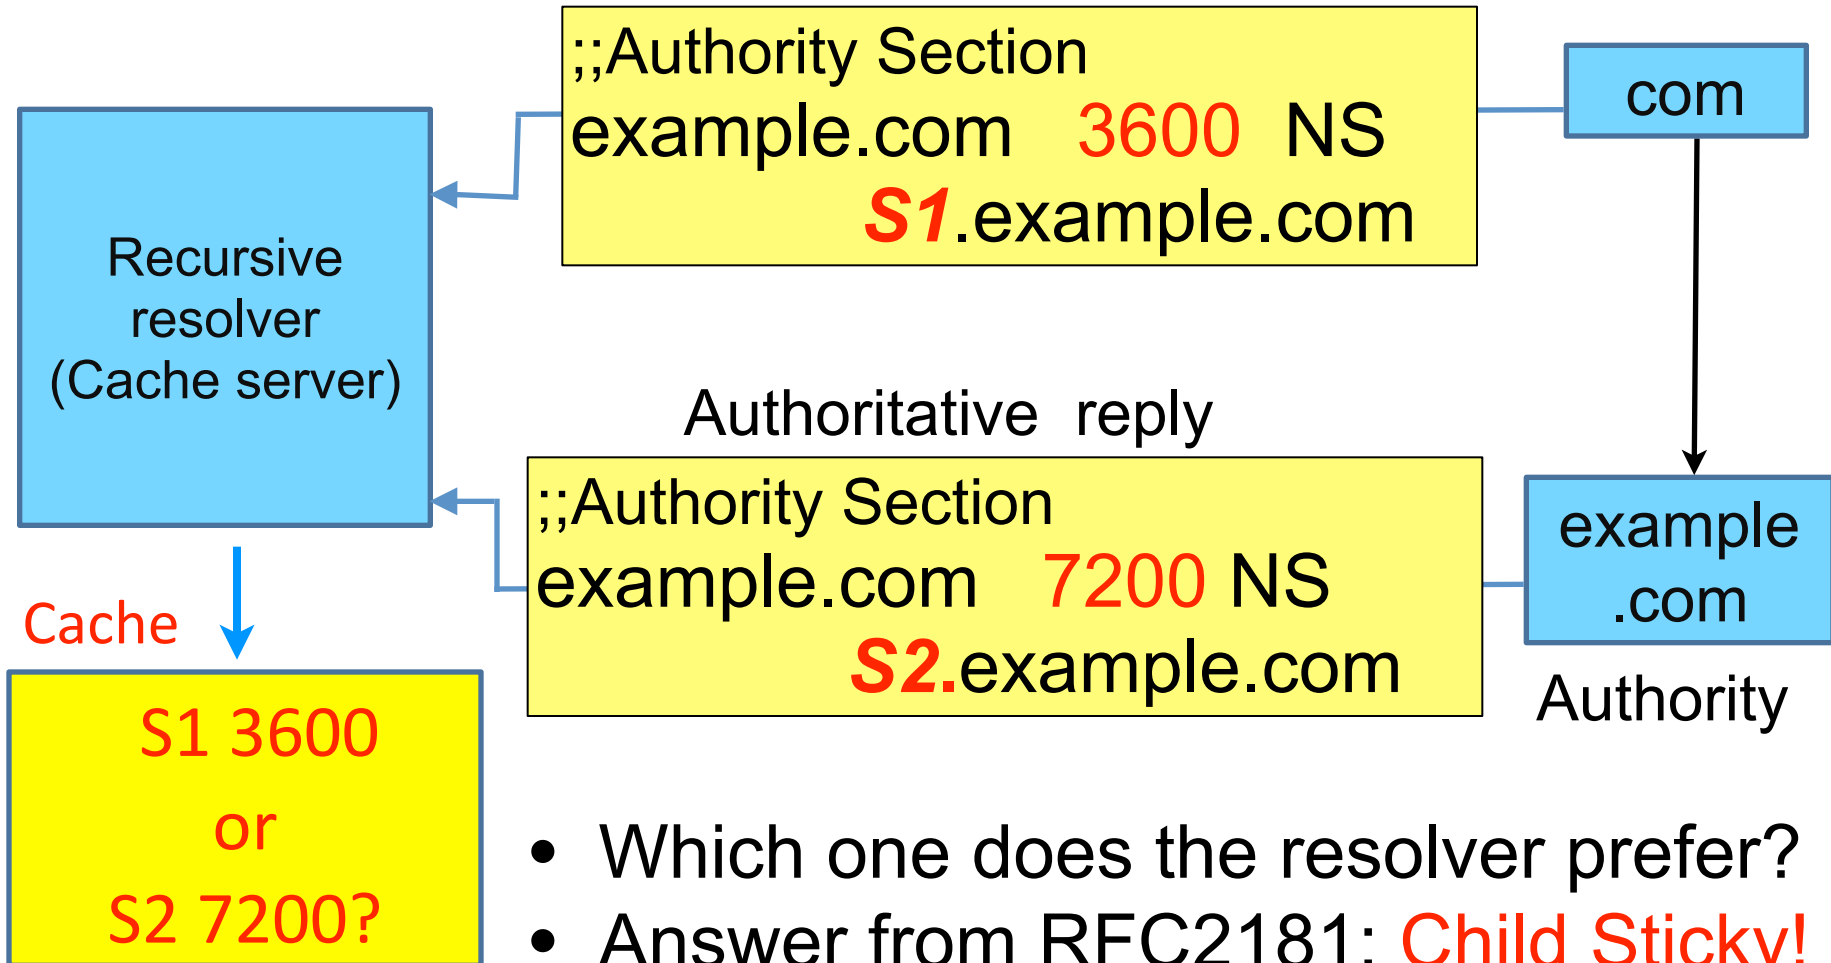 ;;Authority Section
example.com 3600 NS
S1.example.com
com
Recursive
resolver
(Cache server)
Authoritative reply
;;Authority Section
example.com 7200 NS
S2.example.com
example
.com
Authority
Cache
S1 3600
or
S2 7200?
• Which one does the resolver prefer?
• Answer from RFC2181: Child Sticky!